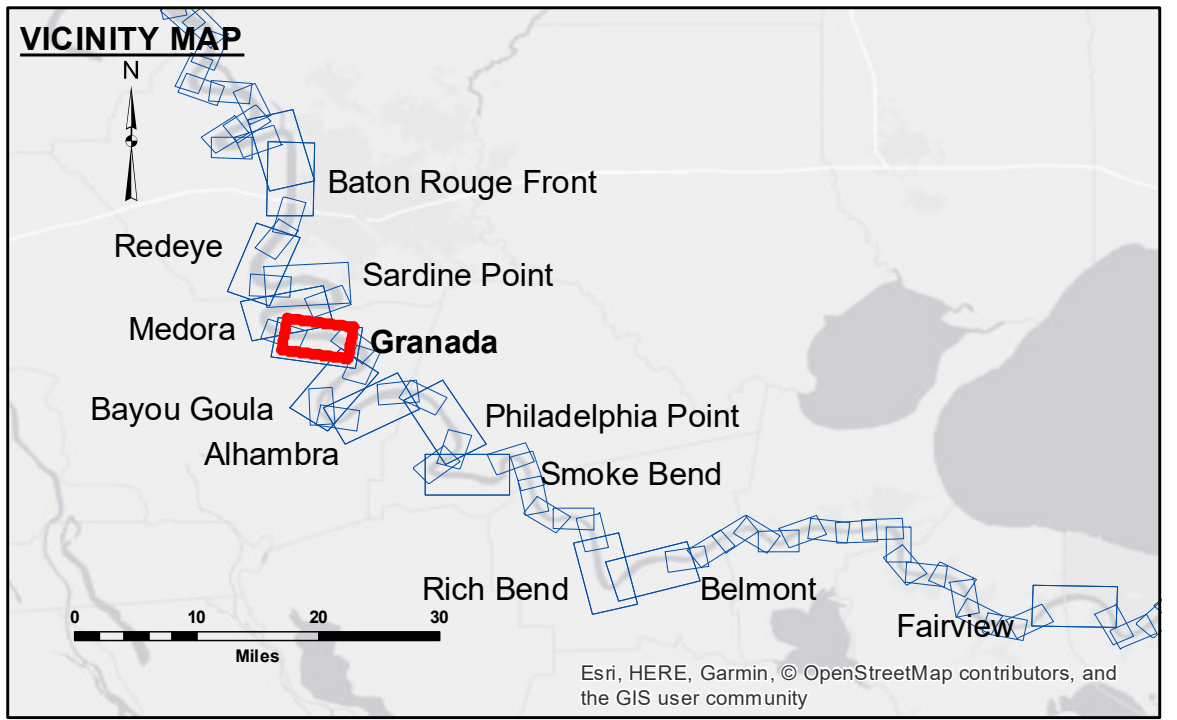 VICINITY MAP
N
Baton Rouge Front
Redeye
Sardine Point
Medora
Granada
Bayou Goula
Philadelphia Point
Alhambra
Smoke Bend
Rich Bend
Belmont
Fairview
0 10 20 30
Miles
Esri, HERE, Garmin, © OpenStreetMap contributors, and
the GIS user community